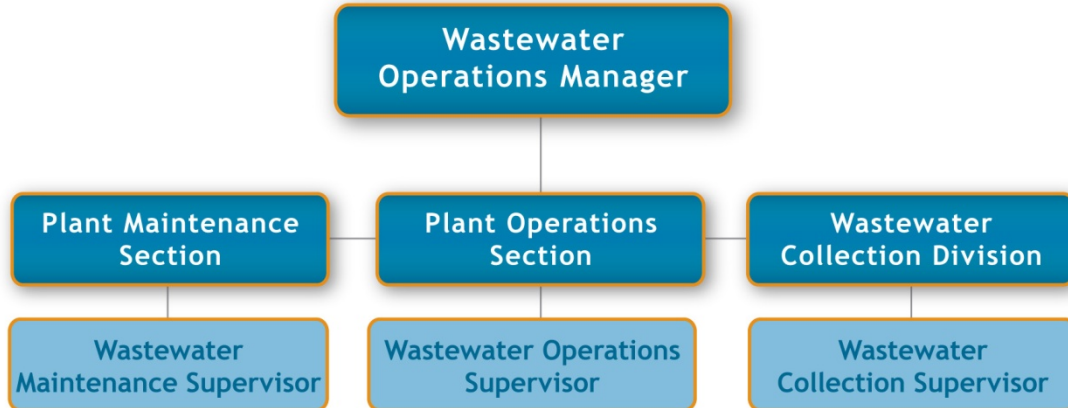 Wastewater
Operations Manager
Plant Maintenance
Section
Plant Operations
Section
Wastewater
Collection Division
Wastewater
Maintenance Supervisor
Wastewater Operations
Supervisor
Wastewater
Collection Supervisor